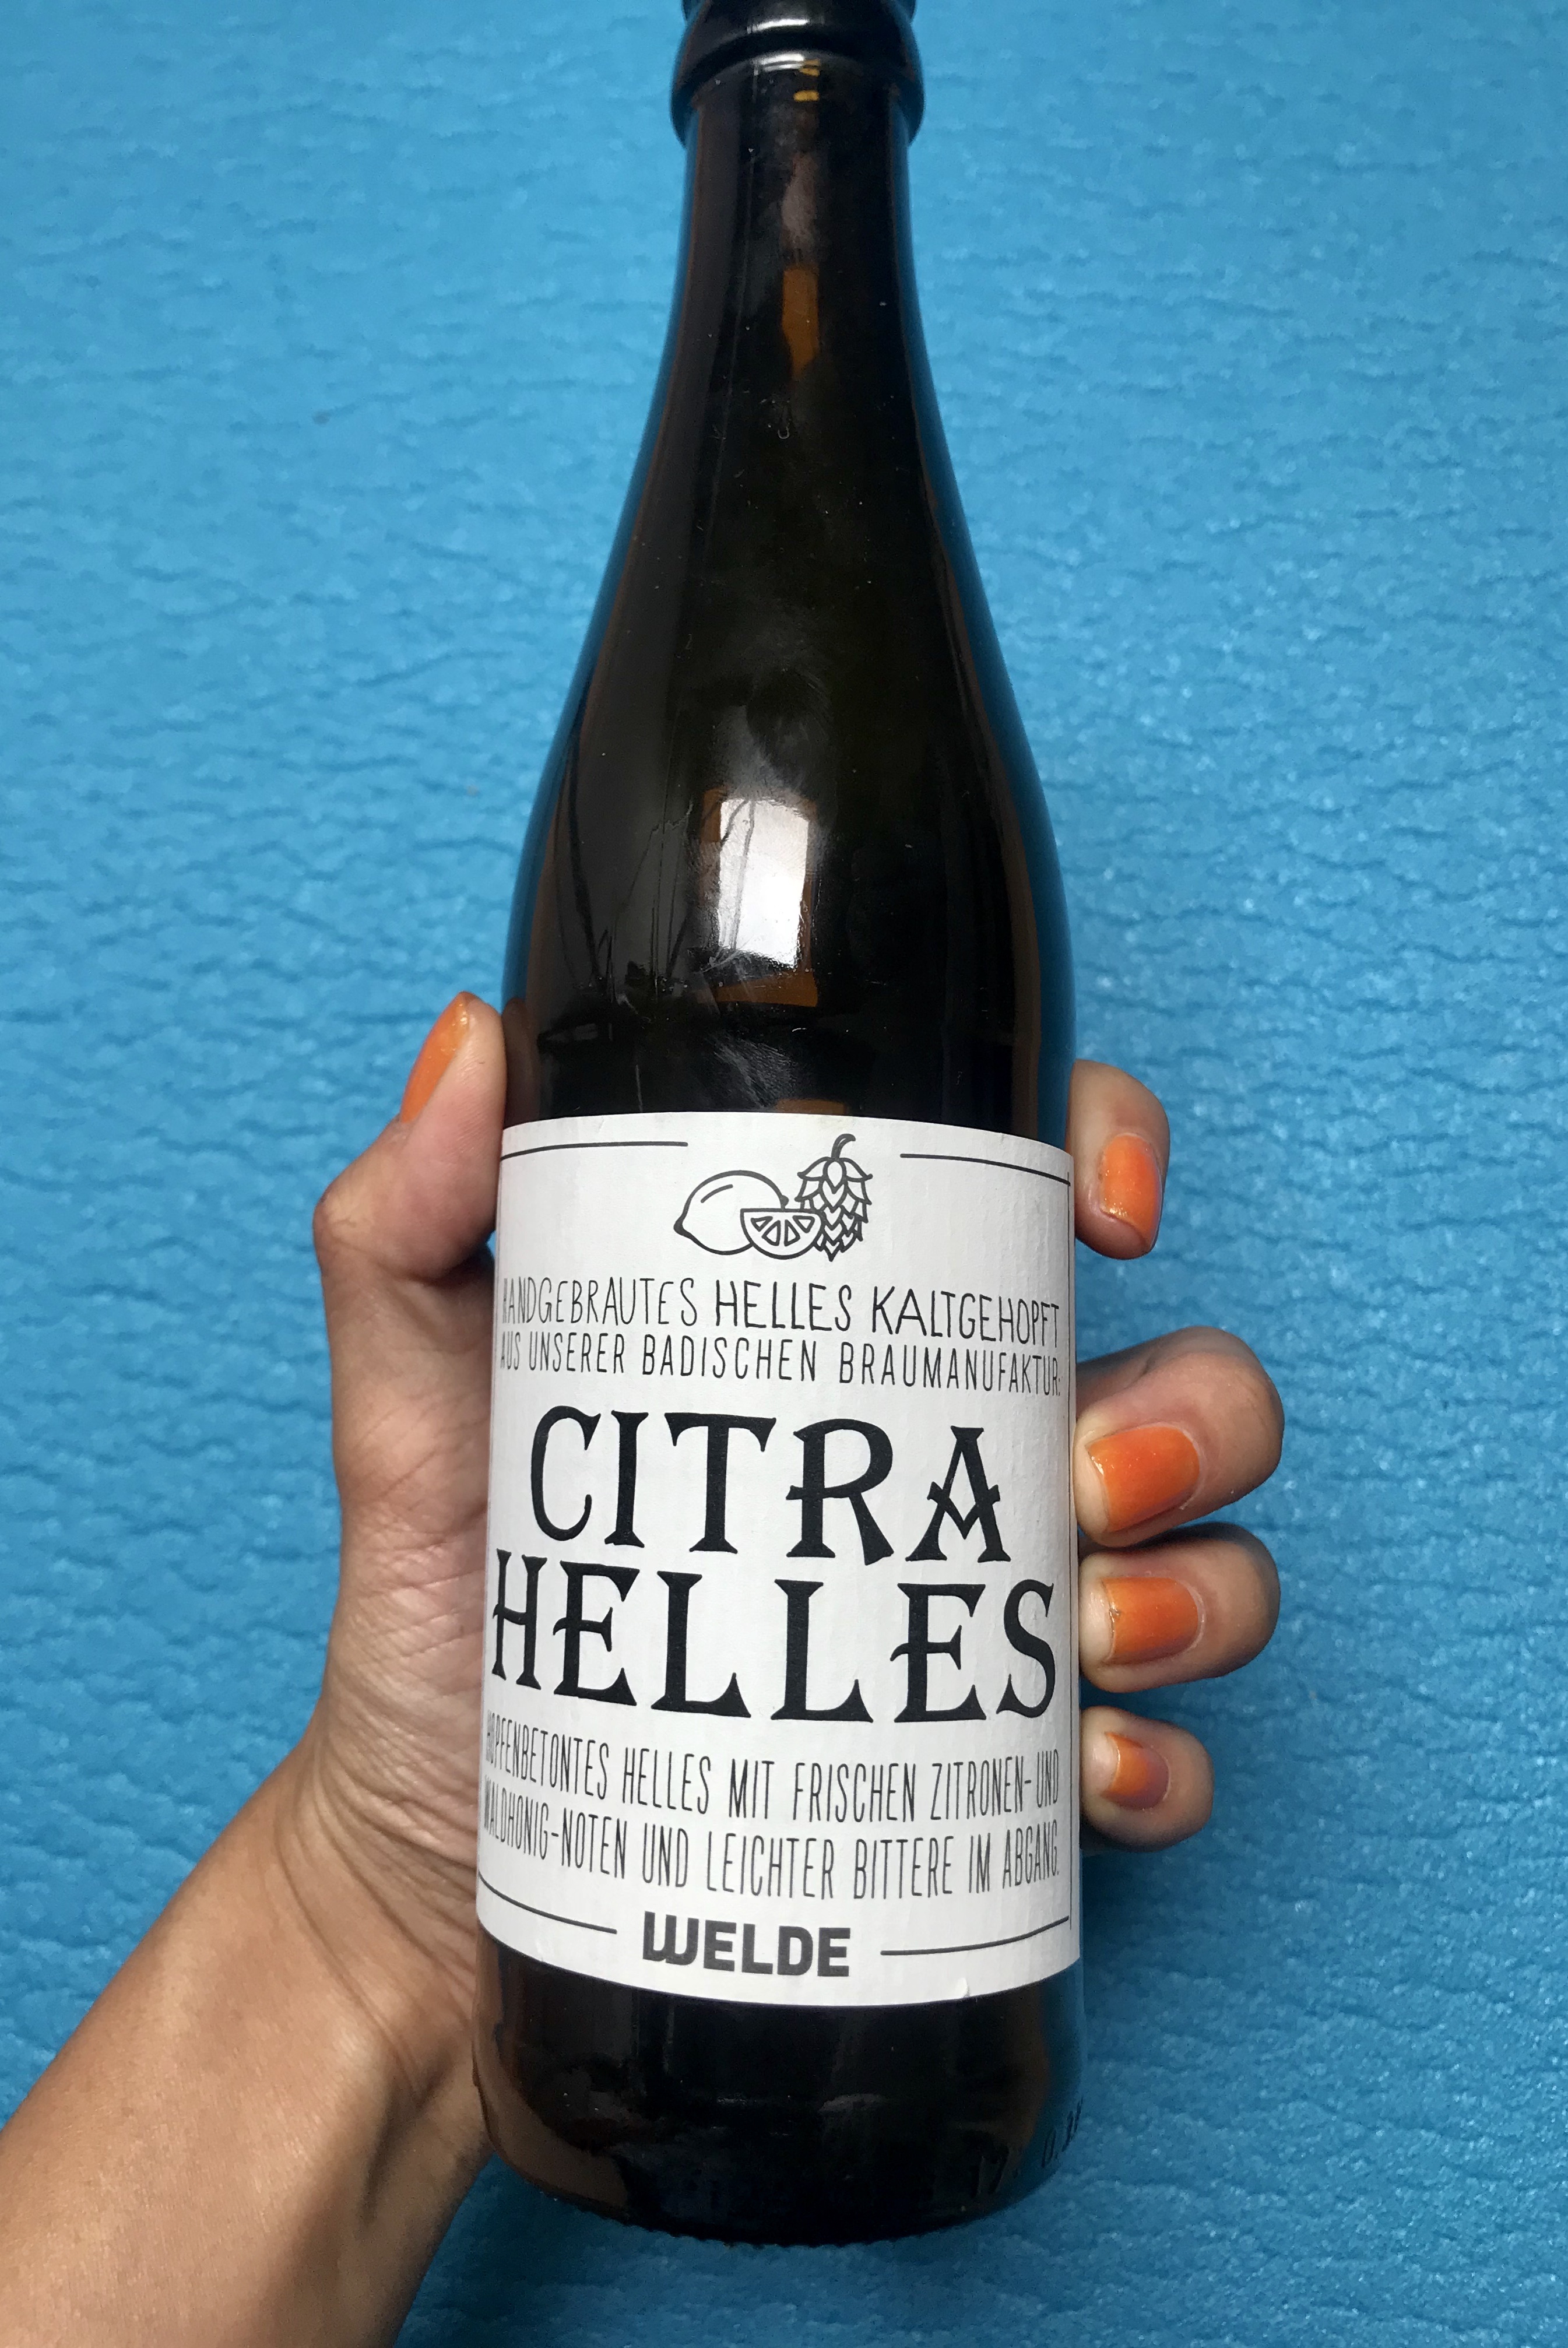 HANDGEBRAUTES HELLES KALTGEHOPFT
AUS UNSERER BADISCHEN BRAUMANUFAKTUR:
CITRA
HELLES
HOPFENBETONTES HELLES MIT FRISCHEN ZITRONEN- UND
WALDHONIG-NOTEN UND LEICHTER BITTERE IM ABGANG.
WELDE